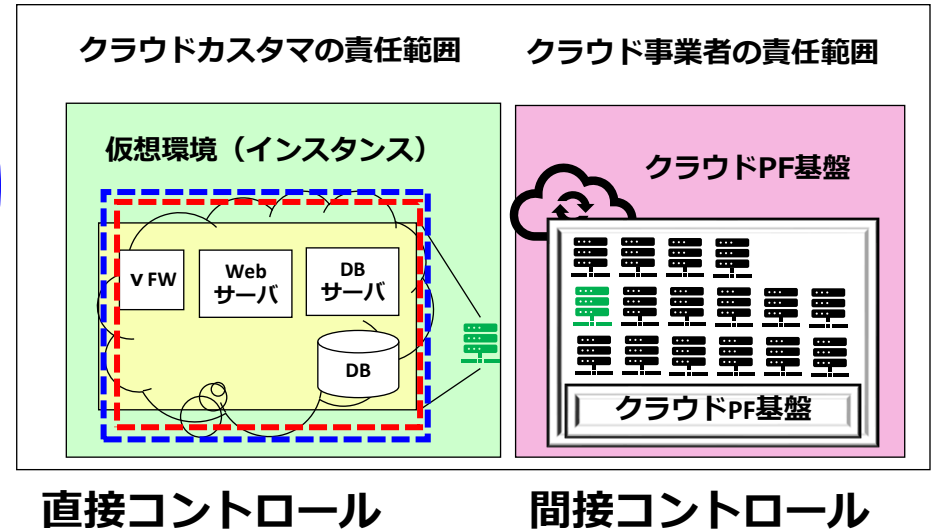 クラウドカスタマの責任範囲
クラウド事業者の責任範囲
仮想環境（インスタンス）
クラウドPF基盤
V FW
Web
サーバ
DB
サーバ
DB
クラウドPF基盤
直接コントロール
間接コントロール